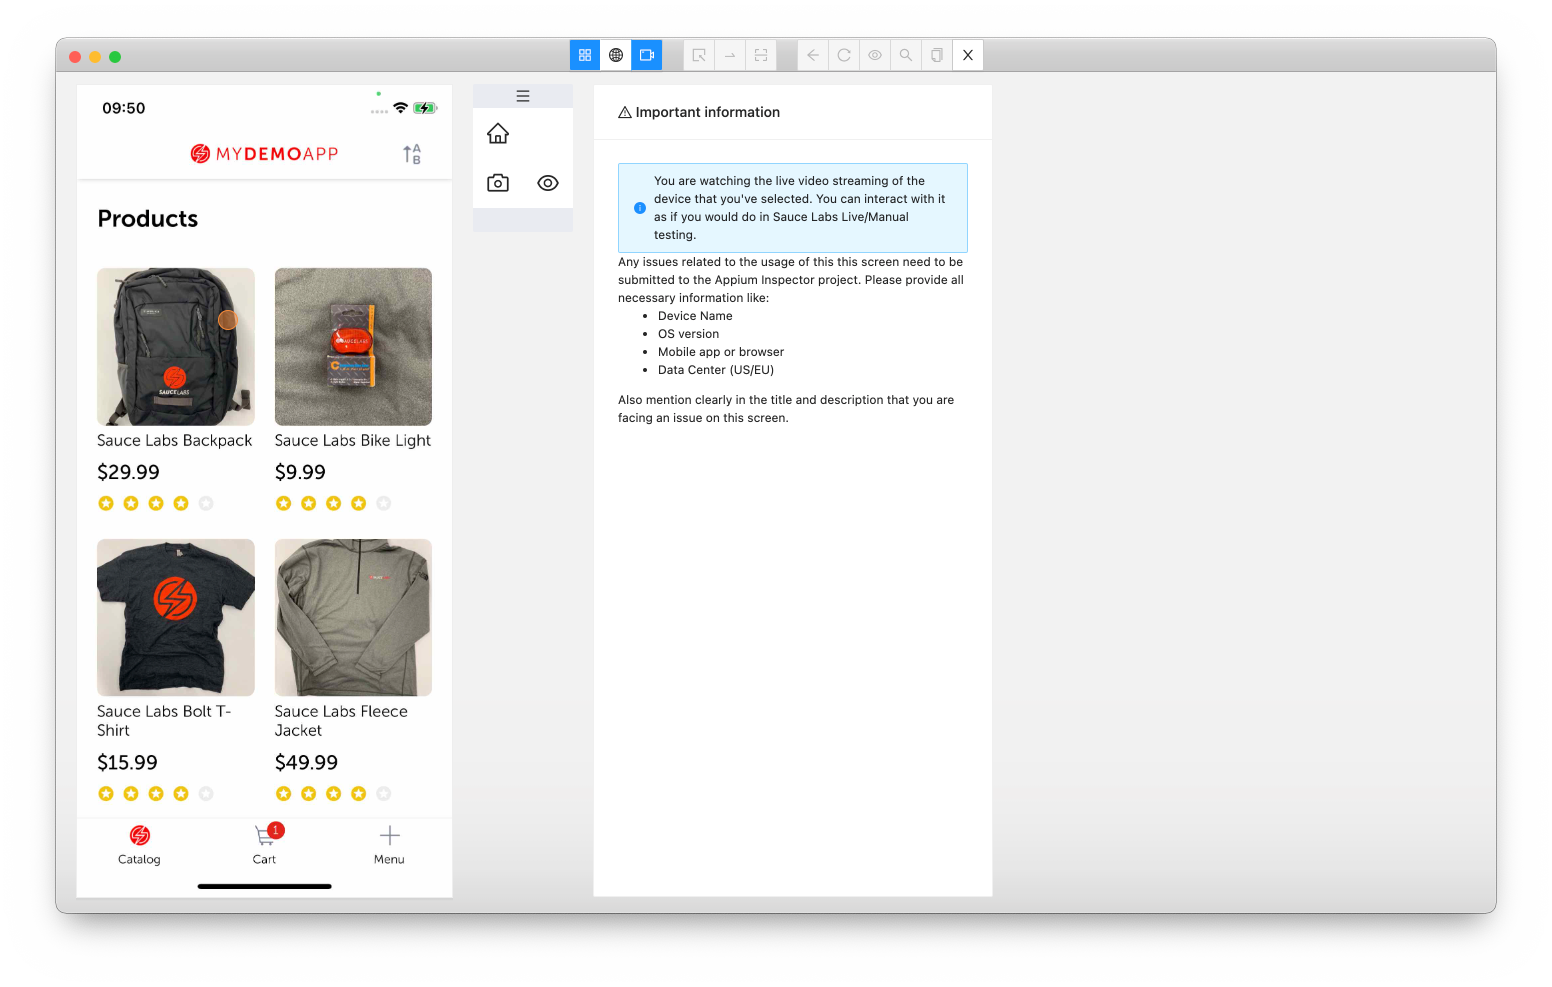 09:50
MYDEMOAPP
A
B
Products
SAUCELABS
SAUCELABS
Sauce Labs Backpack
Sauce Labs Bike Light
$29.99
$9.99
Sauce Labs Bolt T-
Shirt
Sauce Labs Fleece
Jacket
$15.99
$49.99
1
Catalog
Cart
Menu
X
Important information
You are watching the live video streaming of the
device that you've selected. You can interact with it
as if you would do in Sauce Labs Live/Manual
testing.
Any issues related to the usage of this this screen need to be
submitted to the Appium Inspector project. Please provide all
necessary information like:
• Device Name
• OS version
• Mobile app or browser
• Data Center (US/EU)
Also mention clearly in the title and description that you are
facing an issue on this screen.